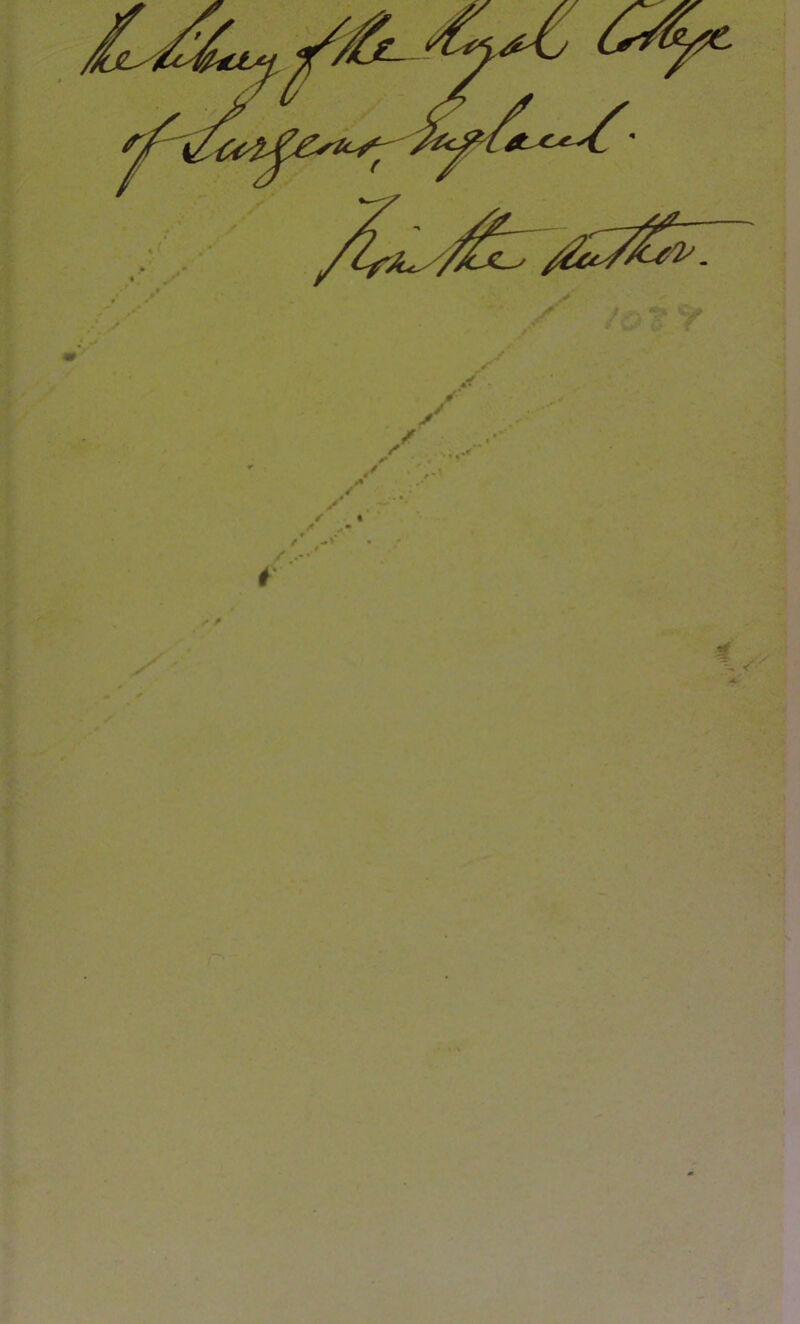 The Library of the Royal College
of Surgeons, England.
from the author.